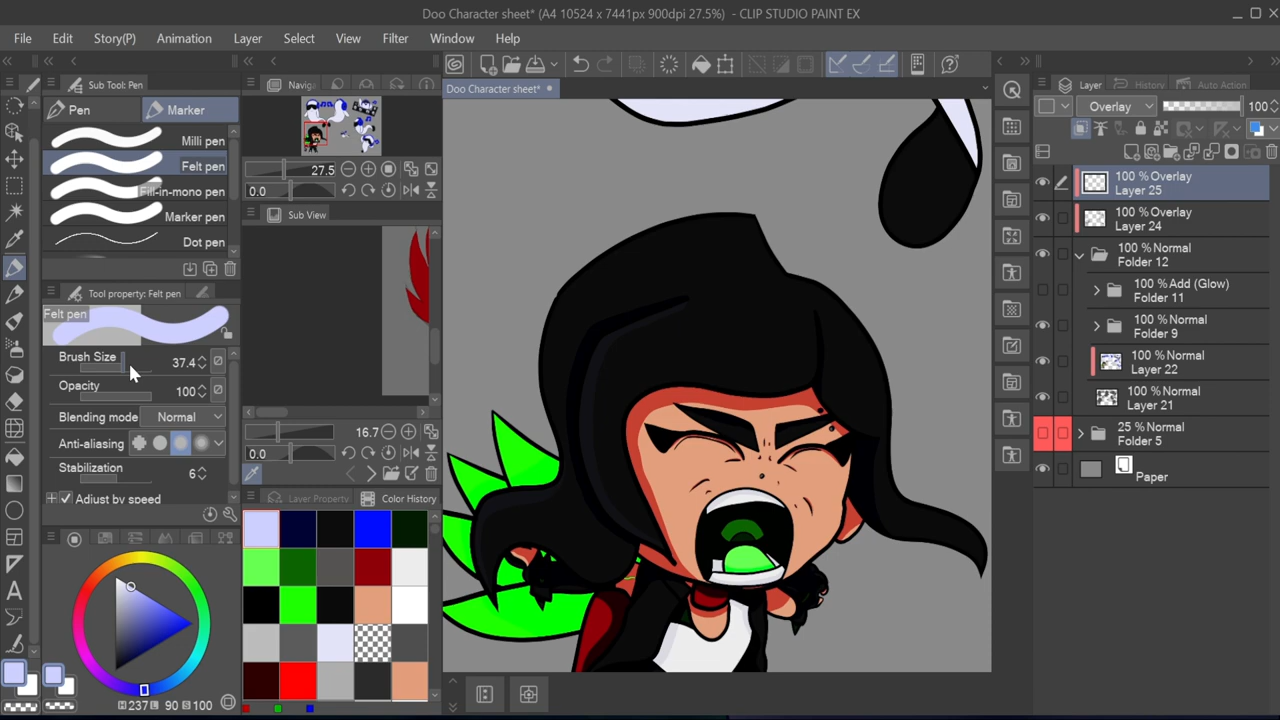 Doo Character sheet* (A4 10524 x 7441px 900dpi 27.5%) - CLIP STUDIO PAINT EX
File Edit Story(P) Animation Layer Select View Filter Window Help
Sub Tool: Pen
Pen
Marker
Milli pen
Felt pen
Fill-in-mono pen
Marker pen
Dot pen
Tool property: Felt pen
Felt pen
Brush Size 37.4
Opacity 100
Blending mode Normal
Anti-aliasing
Stabilization 6
Adjust by speed
H 237 L 90 S 100
27.5
0.0
Sub View
16.7
0.0
Layer Property
Color History
Doo Character sheet*
Layer
History
Auto Action
Overlay 100
100 % Overlay
Layer 25
100 % Overlay
Layer 24
100 % Normal
Folder 12
100 % Add (Glow)
Folder 11
100 % Normal
Folder 9
100 % Normal
Layer 22
100 % Normal
Layer 21
25 % Normal
Folder 5
Paper